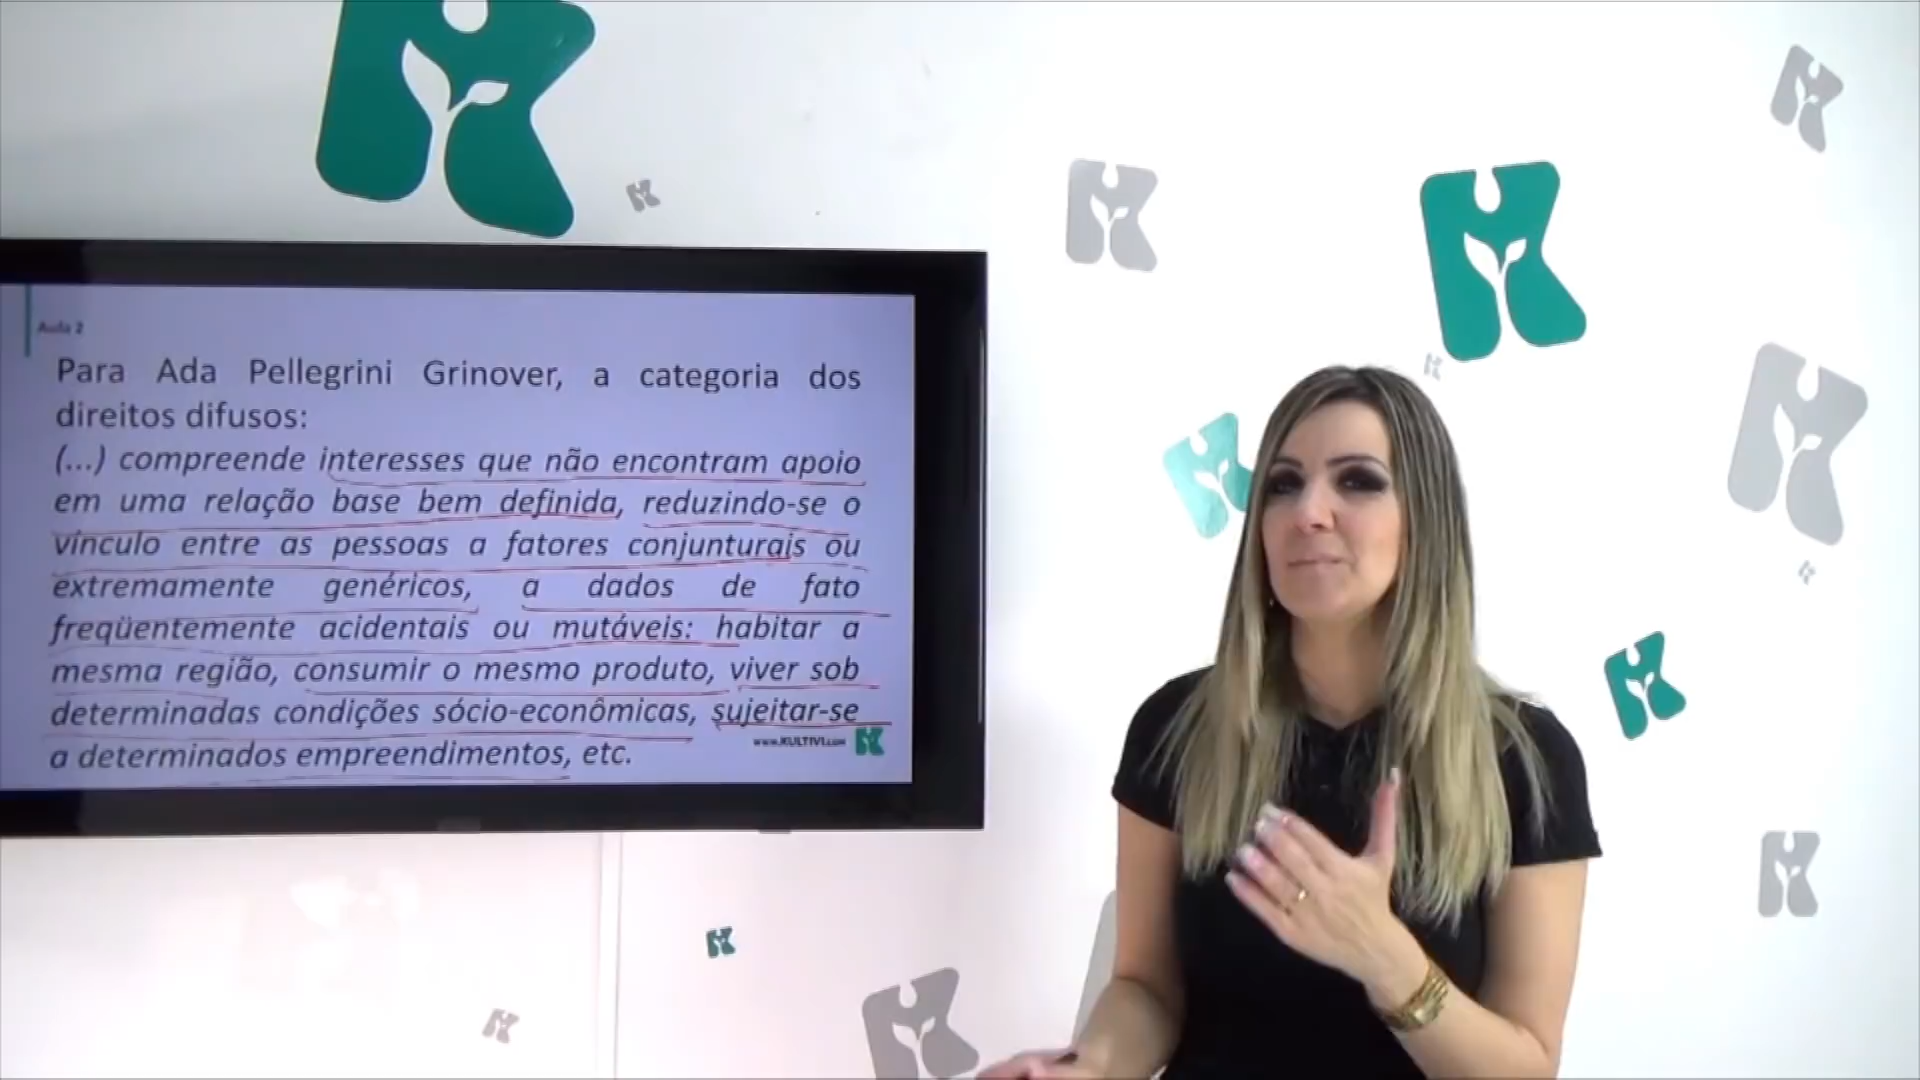 Aula 2
Para Ada Pellegrini Grinover, a categoria dos
direitos difusos:
(...) compreende interesses que não encontram apoio
em uma relação base bem definida, reduzindo-se o
vínculo entre as pessoas a fatores conjunturais ou
extremamente genéricos, a dados de fato
freqüentemente acidentais ou mutáveis: habitar a
mesma região, consumir o mesmo produto, viver sob
determinadas condições sócio-econômicas, sujeitar-se
a determinados empreendimentos, etc.
www.KULTIVI.com